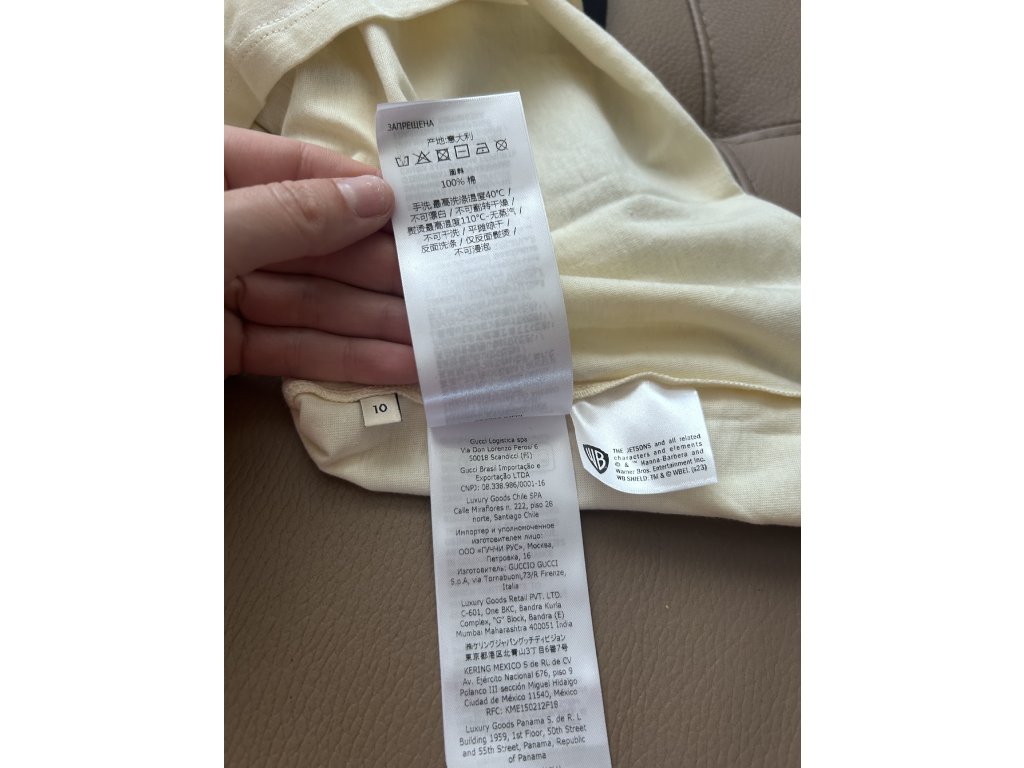 ЗАПРЕЩЕНА
产地:意大利
面料
100% 棉
手洗,最高洗涤温度40°C /
不可漂白 / 不可翻转干燥 /
熨烫最高温度110°C-无蒸汽 /
不可干洗 / 平摊晾干 /
反面洗涤 / 仅反面熨烫 /
不可浸泡
10
Gucci Logistica spa
Via Don Lorenzo Perosi 6
50018 Scandicci (FI)
Gucci Brasil Importação e
Exportação LTDA
CNPJ: 08.338.986/0001-16
Luxury Goods Chile SPA
Calle Miraflores n. 222, piso 28
norte, Santiago Chile
Импортер и уполномоченное
изготовителем лицо:
ООО «ГУЧЧИ РУС», Москва,
Петровка, 16
Изготовитель: GUCCIO GUCCI
S.p.A, via Tornabuoni,73/R Firenze,
Italia
Luxury Goods Retail PVT. LTD.
C-601, One BKC, Bandra Kurla
Complex, "G" Block, Bandra (E)
Mumbai Maharashtra 400051 India
㈱ケリングジャパングッチディビジョン
東京都港区北青山3丁目6番7号
KERING MEXICO S de RL de CV
Av. Ejército Nacional 676, piso 9
Polanco III sección Miguel Hidalgo
Ciudad de México 11540, México
RFC: KME150212F18
Luxury Goods Panama S. de R. L
Building 1959, 1st Floor, 50th Street
and 55th Street, Panama, Republic
of Panama
WB
THE JETSONS and all related
characters and elements
© & ™ Hanna-Barbera and
Warner Bros. Entertainment Inc.
WB SHIELD: TM & © WBEI. (s23)